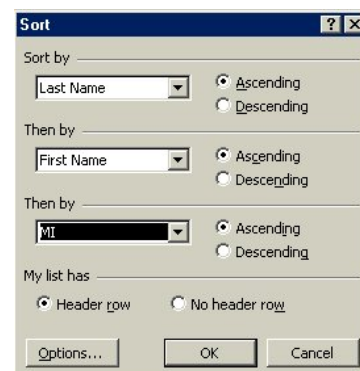 Sort
Sort by
Last Name
Ascending
Descending
Then by
First Name
Ascending
Descending
Then by
MI
Ascending
Descending
My list has
Header row
No header row
Options...
OK
Cancel